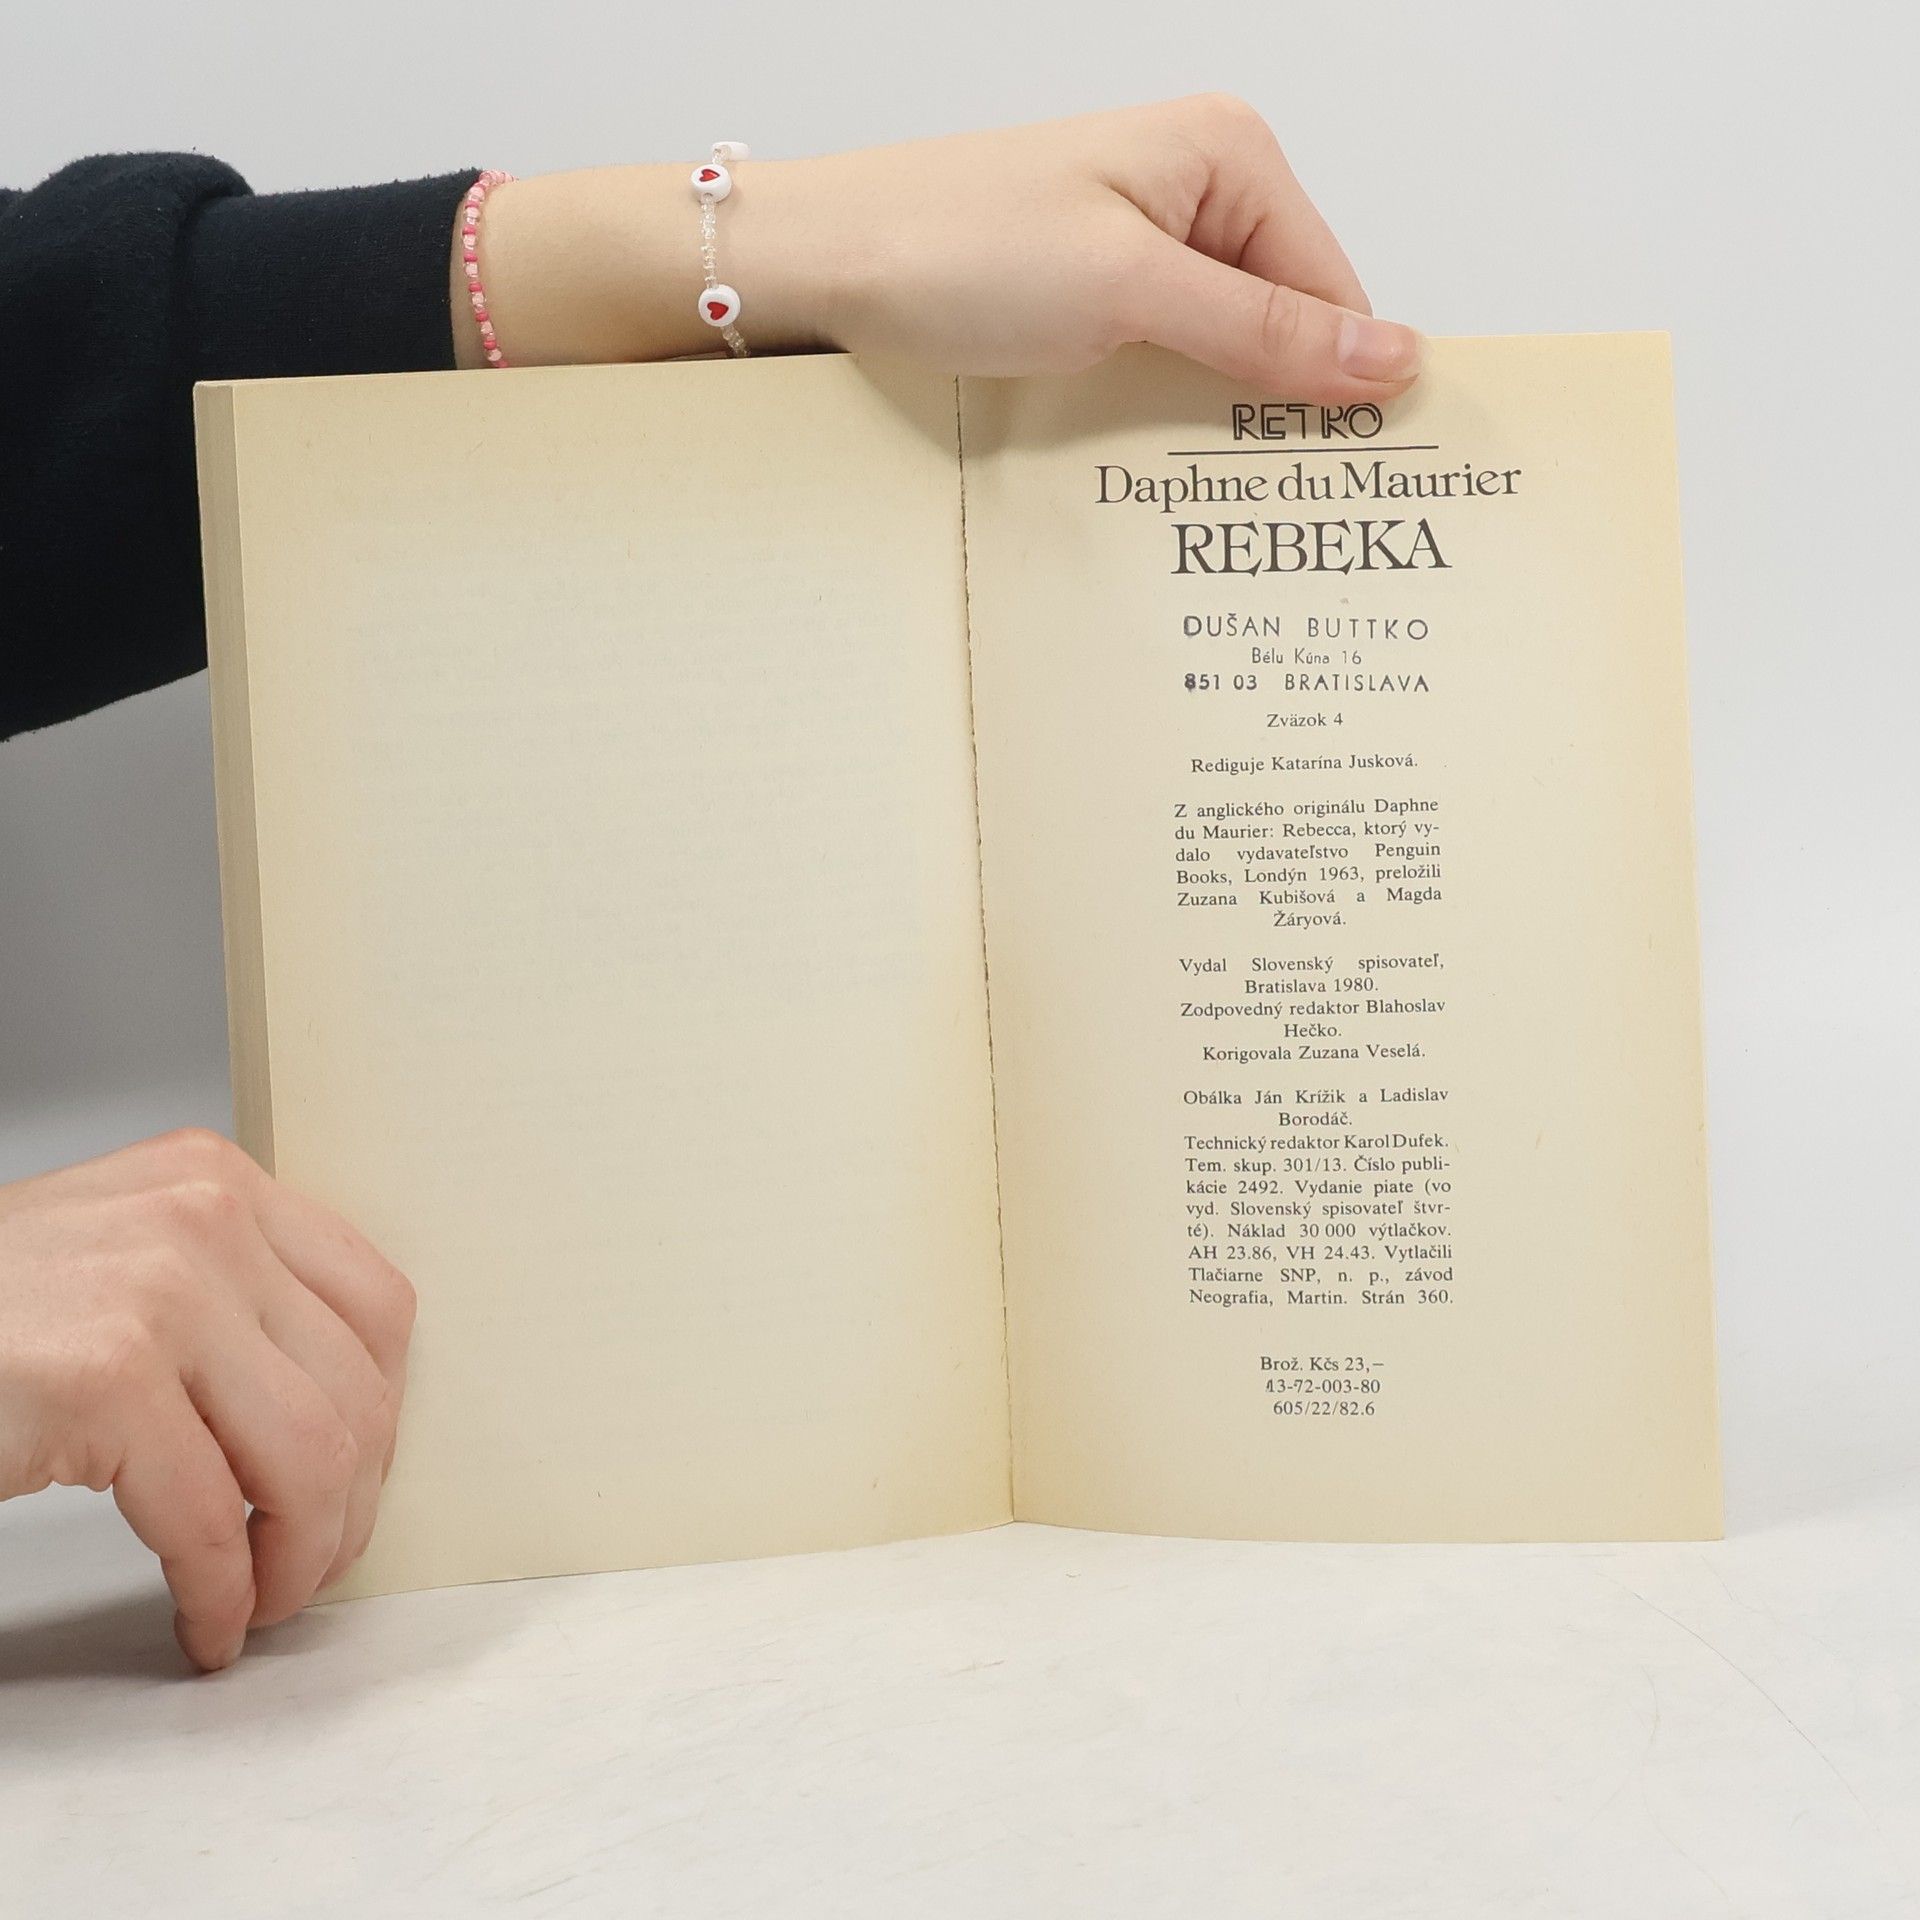 RETRO
Daphne du Maurier
REBEKA
DUŠAN BUTTKO
Bélu Kúna 16
851 03 BRATISLAVA
Zväzok 4
Rediguje Katarína Jusková.
Z anglického originálu Daphne
du Maurier: Rebecca, ktorý vy-
dalo vydavateľstvo Penguin
Books, Londýn 1963, preložili
Zuzana Kubišová a Magda
Žáryová.
Vydal Slovenský spisovateľ,
Bratislava 1980.
Zodpovedný redaktor Blahoslav
Hečko.
Korigovala Zuzana Veselá.
Obálka Ján Krížik a Ladislav
Borodáč.
Technický redaktor Karol Dufek.
Tem. skup. 301/13. Číslo publi-
kácie 2492. Vydanie piate (vo
vyd. Slovenský spisovateľ štvr-
té). Náklad 30 000 výtlačkov.
AH 23.86, VH 24.43. Vytlačili
Tlačiarne SNP, n. p., závod
Neografia, Martin. Strán 360.
Brož. Kčs 23,—
13-72-003-80
605/22/82.6